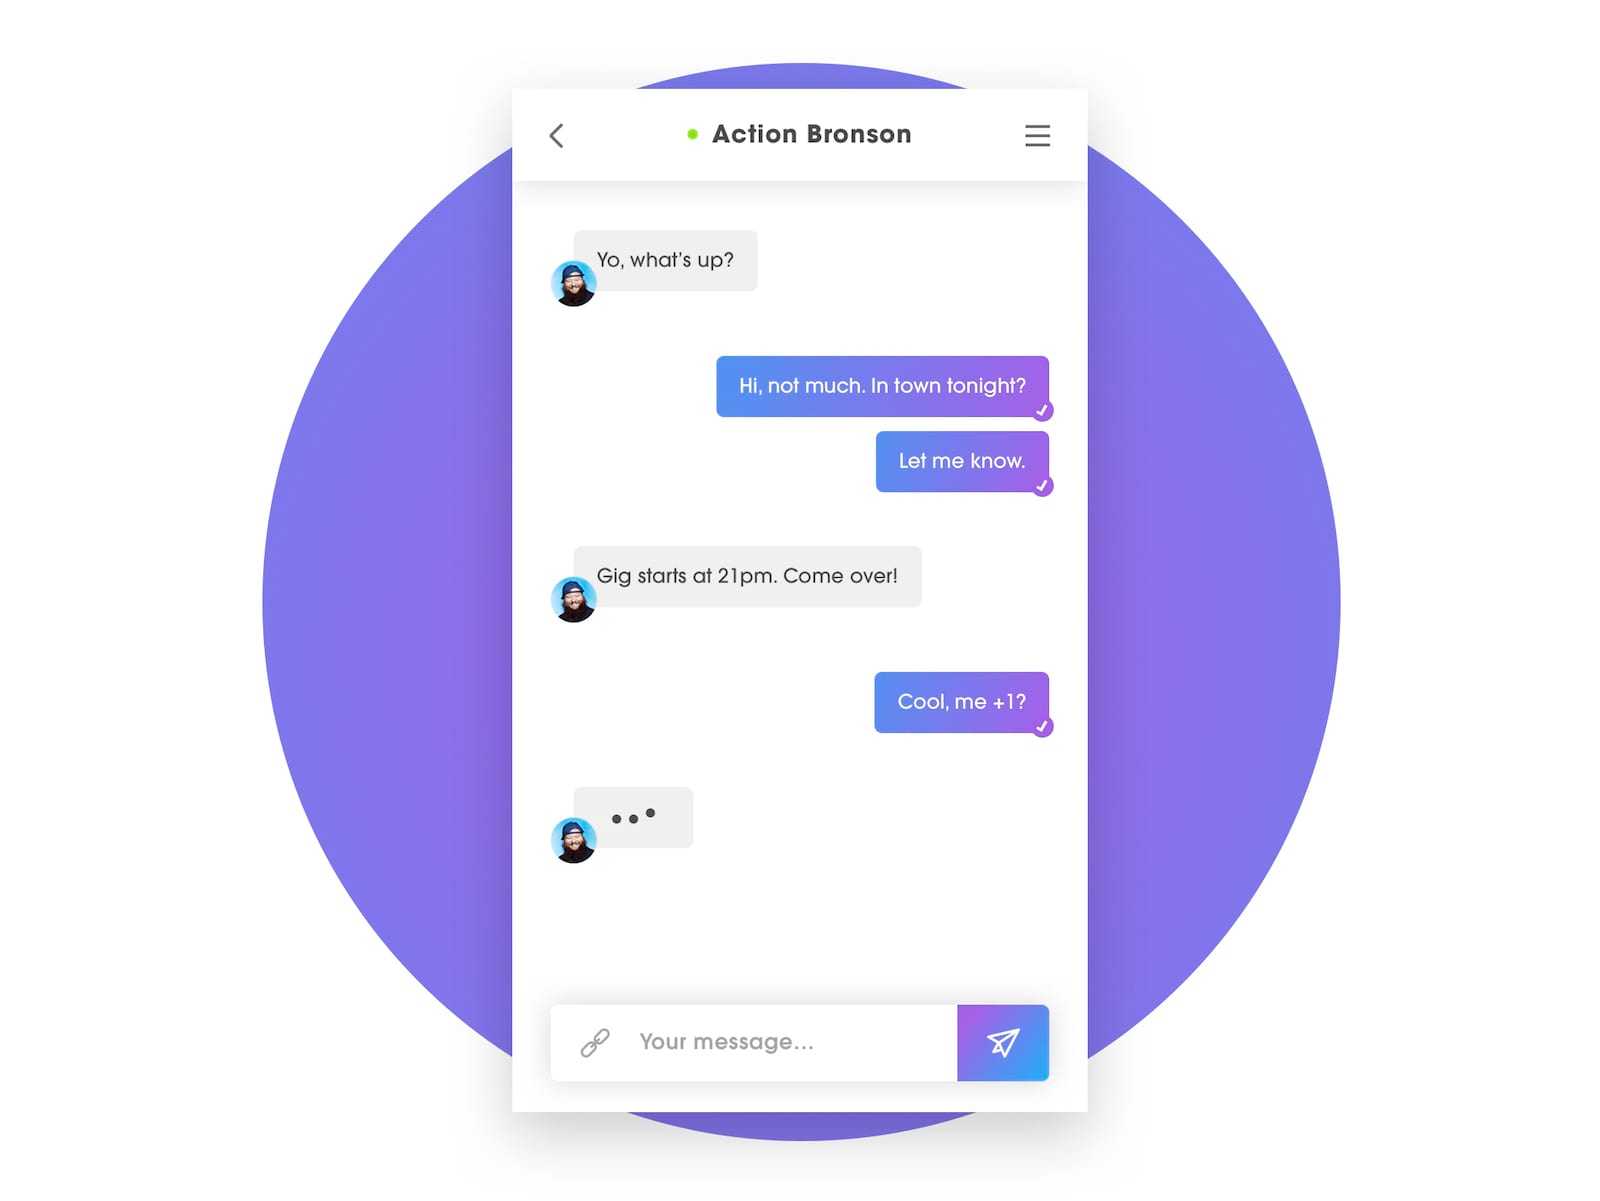 Action Bronson
Yo, what's up?
Hi, not much. In town tonight?
Let me know.
Gig starts at 21pm. Come over!
Cool, me +1?
Your message...